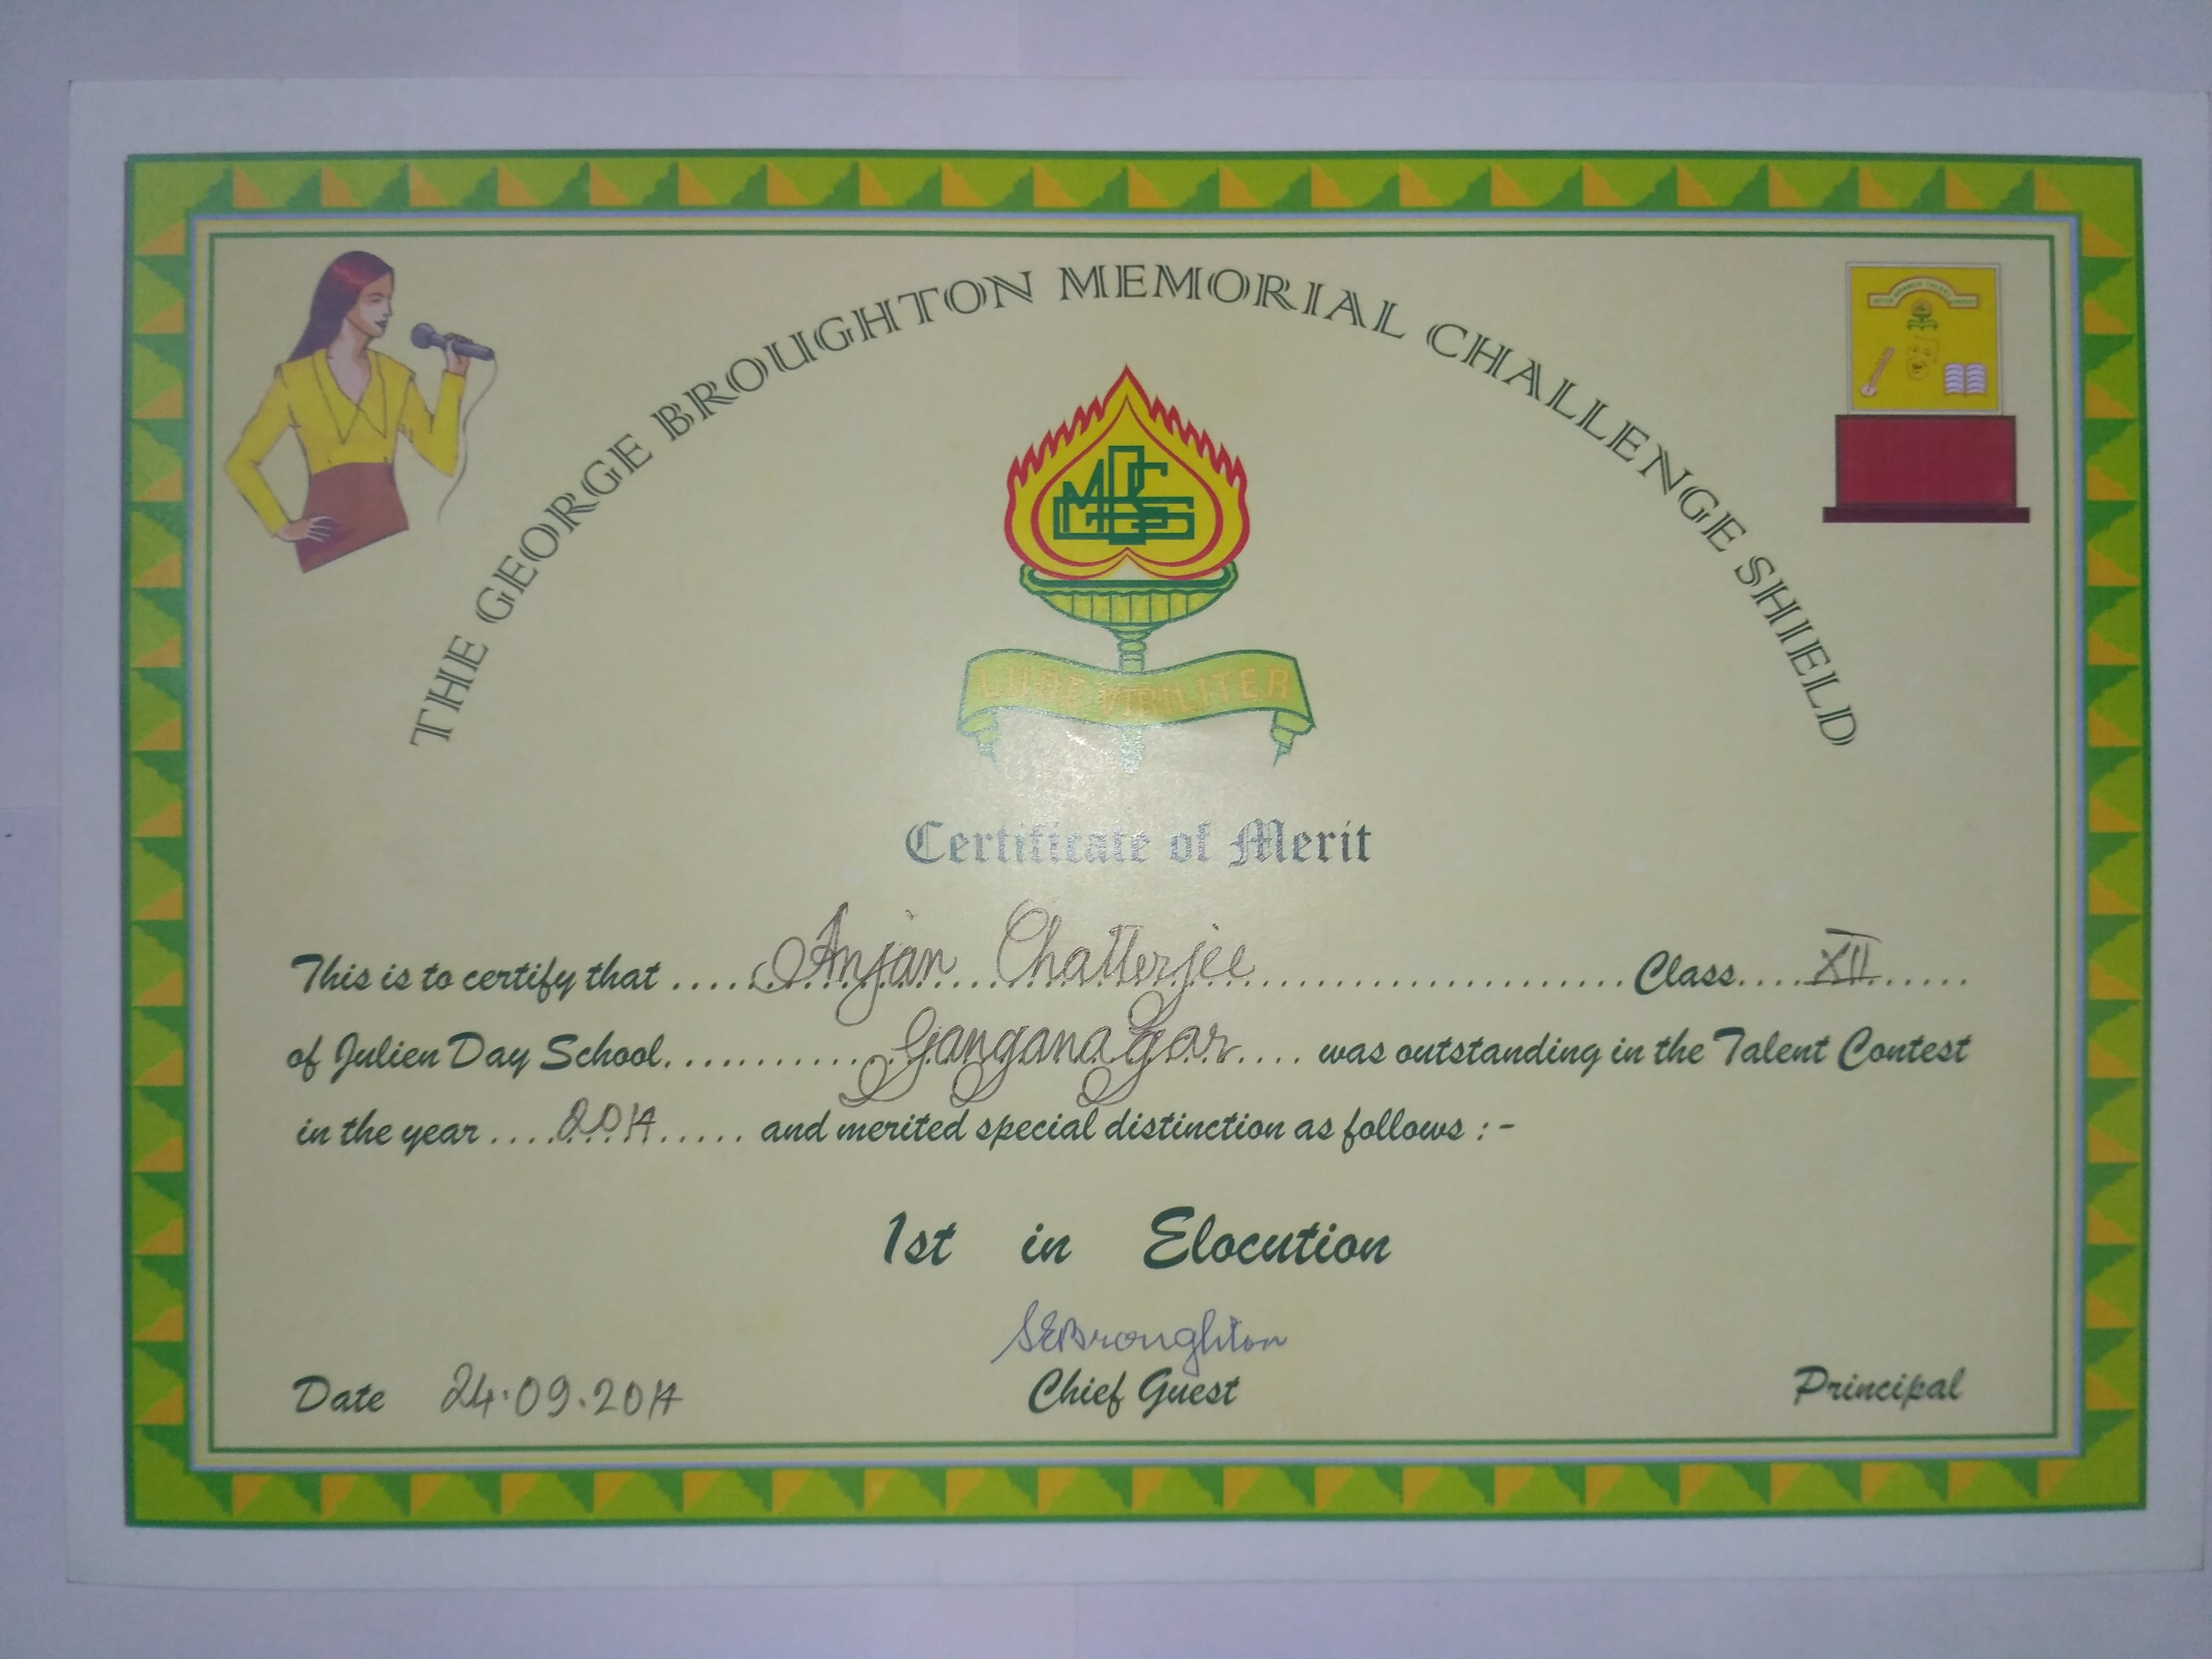 THE GEORGE BROUGHTON MEMORIAL CHALLENGE SHIELD
LUDE VIRILITER
Certificate of Merit
This is to certify that .... Anjan Chatterjee .... Class.... XII ....
of Julien Day School.......... Ganganagar .... was outstanding in the Talent Contest
in the year .... 2014 ..... and merited special distinction as follows : -
1st in Elocution
SEBroughton
Date 24.09.2014 Chief Guest Principal